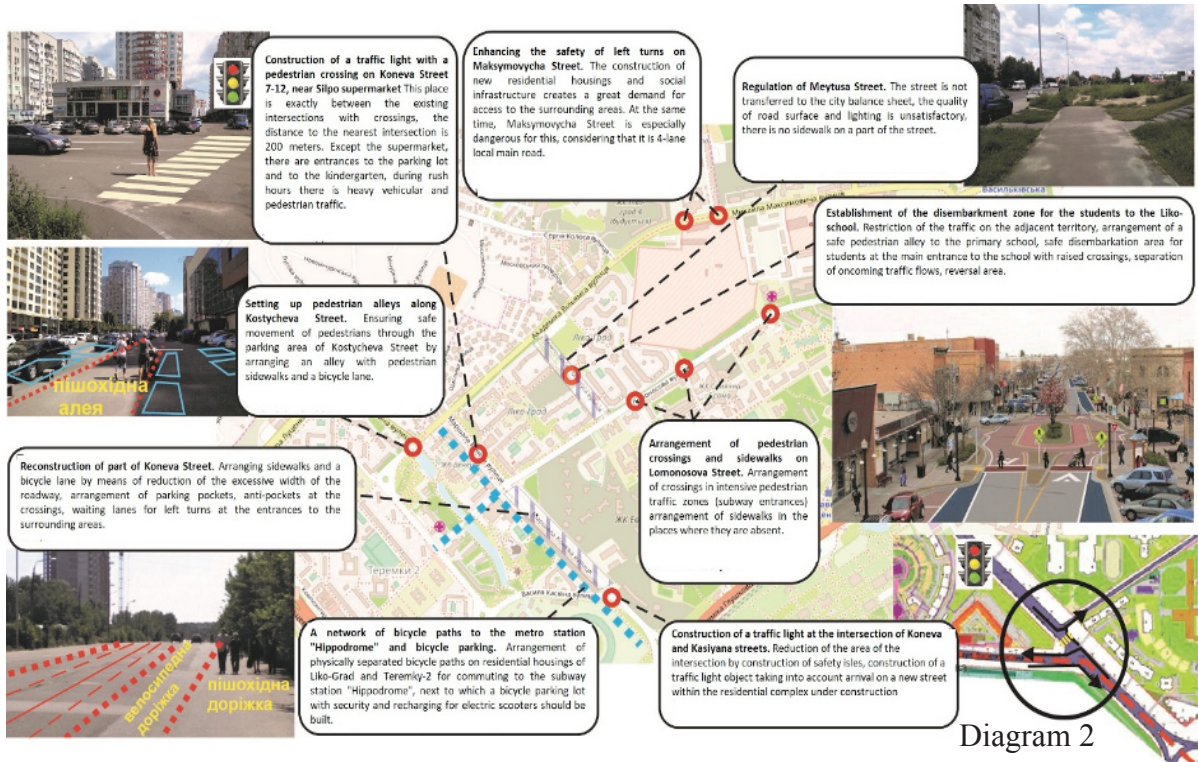 Construction of a traffic light with a
pedestrian crossing on Koneva Street
7-12, near Silpo supermarket This place
is exactly between the existing
intersections with crossings, the
distance to the nearest intersection is
200 meters. Except the supermarket,
there are entrances to the parking lot
and to the kindergarten, during rush
hours there is heavy vehicular and
pedestrian traffic.
Enhancing the safety of left turns on
Maksymovycha Street. The construction of
new residential housings and social
infrastructure creates a great demand for
access to the surrounding areas. At the same
time, Maksymovycha Street is especially
dangerous for this, considering that it is 4-lane
local main road.
Regulation of Meytusa Street. The street is not
transferred to the city balance sheet, the quality
of road surface and lighting is unsatisfactory,
there is no sidewalk on a part of the street.
Васильківська
Михайла Максимовича вулиця
Establishment of the disembarkment zone for the students to the Liko-
school. Restriction of the traffic on the adjacent territory, arrangement of a
safe pedestrian alley to the primary school, safe disembarkation area for
students at the main entrance to the school with raised crossings, separation
of oncoming traffic flows, reversal area.
Setting up pedestrian alleys along
Kostycheva Street. Ensuring safe
movement of pedestrians through the
parking area of Kostycheva Street by
arranging an alley with pedestrian
sidewalks and a bicycle lane.
пішохідна
алея
Ліко-град
Ліко-Град
Reconstruction of part of Koneva Street. Arranging sidewalks and a
bicycle lane by means of reduction of the excessive width of the
roadway, arrangement of parking pockets, anti-pockets at the
crossings, waiting lanes for left turns at the entrances to the
surrounding areas.
Arrangement of pedestrian
crossings and sidewalks on
Lomonosova Street. Arrangement
of crossings in intensive pedestrian
traffic zones (subway entrances)
arrangement of sidewalks in the
places where they are absent.
Теремки 2
Василя Касіяна вулиця
велосипедна
доріжка
пішохідна
доріжка
A network of bicycle paths to the metro station
"Hippodrome" and bicycle parking. Arrangement of
physically separated bicycle paths on residential housings of
Liko-Grad and Teremky-2 for commuting to the subway
station "Hippodrome", next to which a bicycle parking lot
with security and recharging for electric scooters should be
built.
Construction of a traffic light at the intersection of Koneva
and Kasiyana streets. Reduction of the area of the
intersection by construction of safety isles, construction of a
traffic light object taking into account arrival on a new street
within the residential complex under construction
Diagram 2